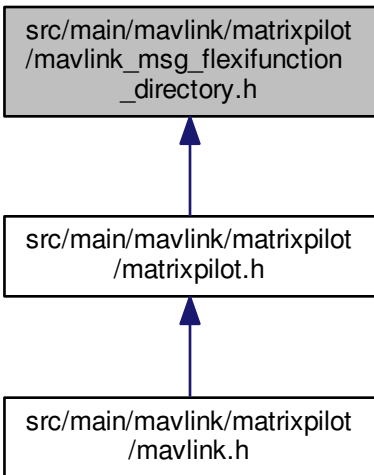 src/main/mavlink/matrixpilot
/mavlink_msg_flexifunction
_directory.h
src/main/mavlink/matrixpilot
/matrixpilot.h
src/main/mavlink/matrixpilot
/mavlink.h